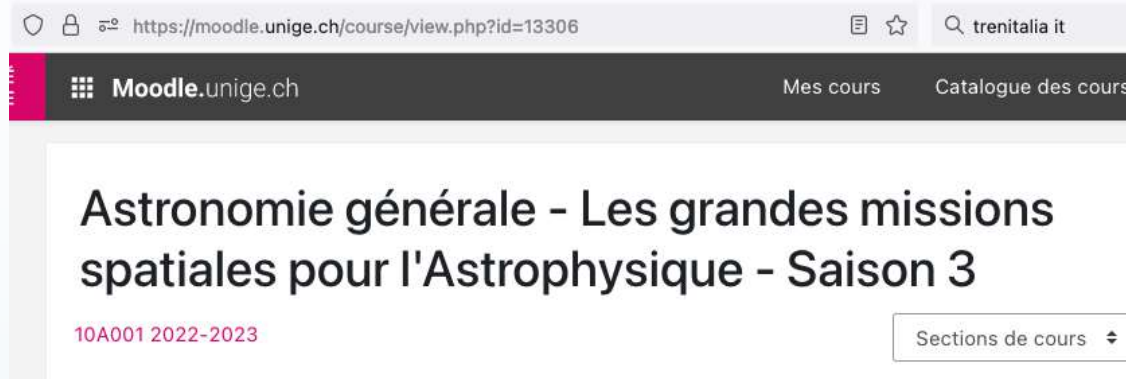 https://moodle.unige.ch/course/view.php?id=13306 trenitalia it
Moodle.unige.ch Mes cours Catalogue des cours
Astronomie générale - Les grandes missions
spatiales pour l'Astrophysique - Saison 3
10A001 2022-2023 Sections de cours